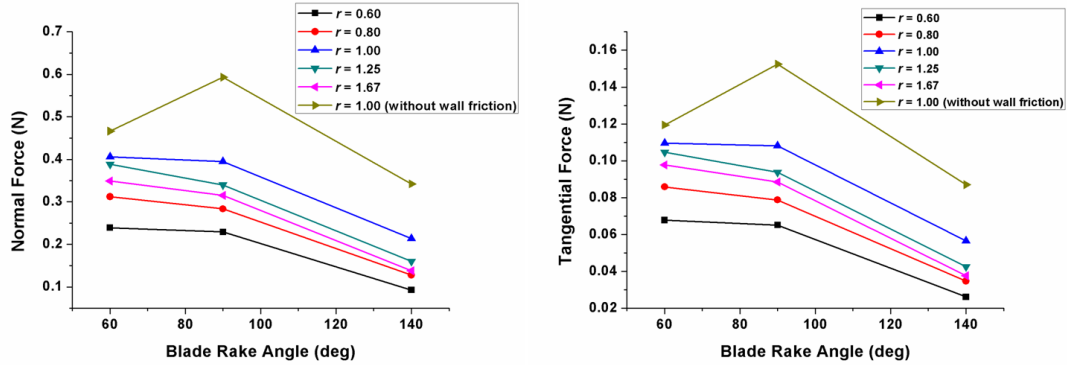 r = 0.60
r = 0.80
r = 1.00
r = 1.25
r = 1.67
r = 1.00 (without wall friction)
0.7
0.6
0.5
0.4
0.3
0.2
0.1
Normal Force (N)
60
80
100
120
140
Blade Rake Angle (deg)
r = 0.60
r = 0.80
r = 1.00
r = 1.25
r = 1.67
r = 1.00 (without wall friction)
0.16
0.14
0.12
0.10
0.08
0.06
0.04
0.02
Tangential Force (N)
60
80
100
120
140
Blade Rake Angle (deg)